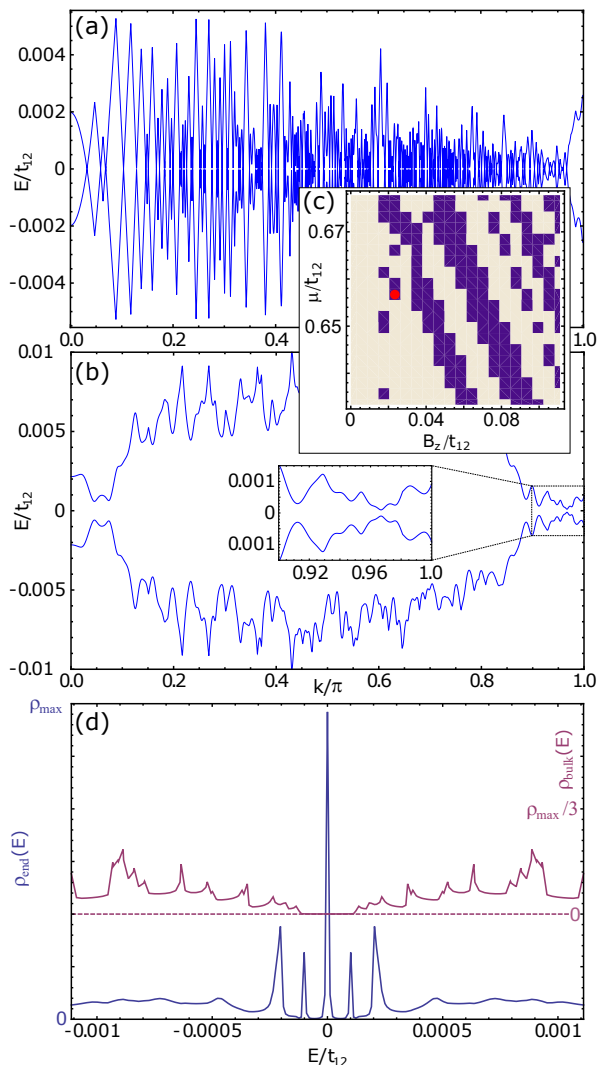 (a)
0.004
0.002
0
-0.002
-0.004
E/t12
0.0 0.2 0.4 1.0
(c)
0.67
0.65
μ/t12
0 0.04 0.08
Bz/t12
(b)
0.01
0.005
0
-0.005
-0.01
E/t12
0.001
0
0.001
0.92 0.96 1.0
0.0 0.2 0.4 0.6 0.8 1.0
k/π
(d)
ρmax
ρend(E)
0
ρbulk(E)
ρmax/3
0
-0.001 -0.0005 0 0.0005 0.001
E/t12